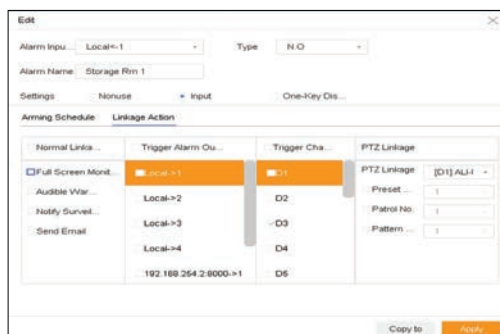 Edit
Alarm Inpu... Local<-1 Type N.O
Alarm Name Storage Rm 1
Settings Nonuse Input One-Key Dis...
Arming Schedule Linkage Action
Normal Linka... Trigger Alarm Ou... Trigger Cha... PTZ Linkage
Full Screen Monit... Local->1 D1 PTZ Linkage [D1] ALI-I
Audible War... Local->2 D2 Preset ... 1
Notify Surveil... Local->3 D3 Patrol No. 1
Send Email Local->4 D4 Pattern ... 1
192.168.254.2:8000->1 D5
Copy to Apply